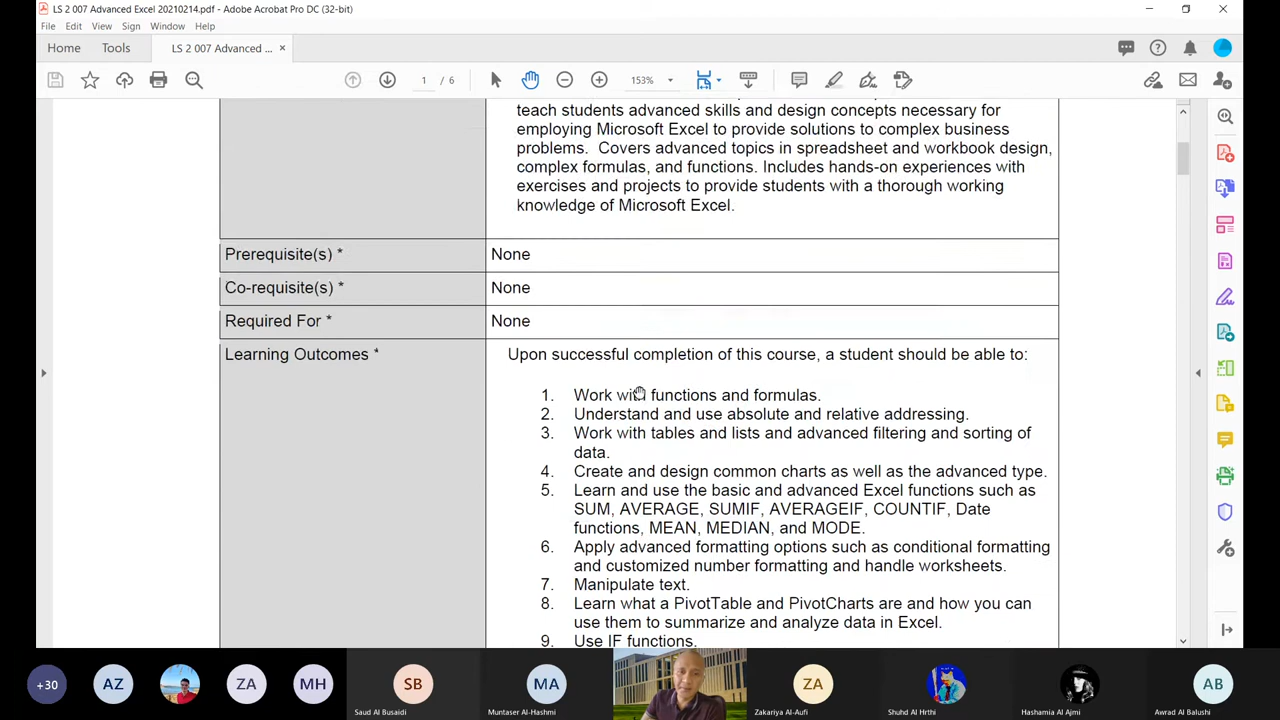 LS 2 007 Advanced Excel 20210214.pdf - Adobe Acrobat Pro DC (32-bit)
File Edit View Sign Window Help
Home Tools LS 2 007 Advanced ... ×
1 / 6 153%
teach students advanced skills and design concepts necessary for
employing Microsoft Excel to provide solutions to complex business
problems. Covers advanced topics in spreadsheet and workbook design,
complex formulas, and functions. Includes hands-on experiences with
exercises and projects to provide students with a thorough working
knowledge of Microsoft Excel.
Prerequisite(s) * None
Co-requisite(s) * None
Required For * None
Learning Outcomes * Upon successful completion of this course, a student should be able to:
1. Work with functions and formulas.
2. Understand and use absolute and relative addressing.
3. Work with tables and lists and advanced filtering and sorting of
data.
4. Create and design common charts as well as the advanced type.
5. Learn and use the basic and advanced Excel functions such as
SUM, AVERAGE, SUMIF, AVERAGEIF, COUNTIF, Date
functions, MEAN, MEDIAN, and MODE.
6. Apply advanced formatting options such as conditional formatting
and customized number formatting and handle worksheets.
7. Manipulate text.
8. Learn what a PivotTable and PivotCharts are and how you can
use them to summarize and analyze data in Excel.
9. Use IF functions.
+30 AZ ZA MH SB MA ZA AB
Saud Al Busaidi Muntaser Al-Hashmi Zakariya Al-Aufi Shuhd Al Hrthi Hashamia Al Ajmi Awrad Al Balushi